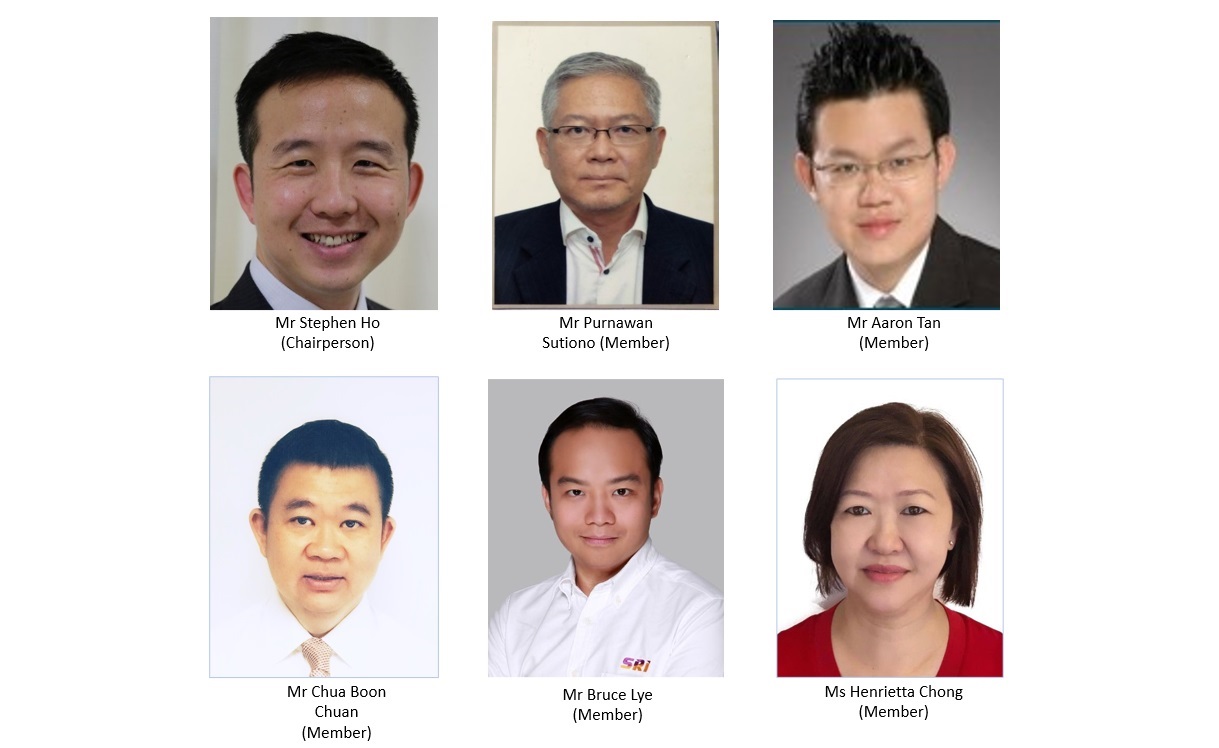 Mr Stephen Ho
(Chairperson)
Mr Purnawan
Sutiono (Member)
Mr Aaron Tan
(Member)
SRi
Mr Chua Boon
Chuan
(Member)
Mr Bruce Lye
(Member)
Ms Henrietta Chong
(Member)